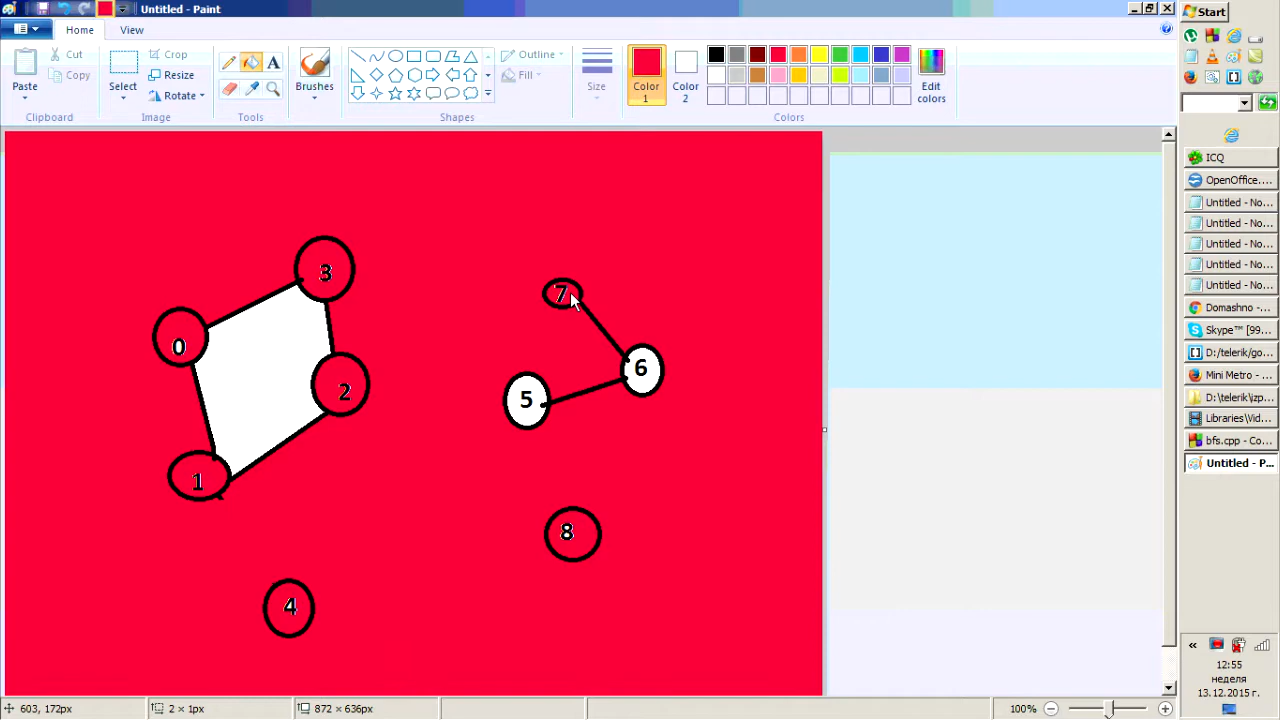 Untitled - Paint
Home
View
Paste
Cut
Copy
Clipboard
Select
Crop
Resize
Rotate
Image
A
Tools
Brushes
Shapes
Outline
Fill
Size
Color 1
Color 2
Edit colors
Colors
3
0
2
1
4
7
6
5
8
603, 172px
2 × 1px
872 × 636px
100%
Start
ICQ
OpenOffice....
Untitled - No...
Untitled - No...
Untitled - No...
Untitled - No...
Untitled - No...
Domashno...
Skype™ [99...
D:/telerik/go...
Mini Metro - ...
D:\telerik\izp...
Libraries\Vid...
bfs.cpp - Co...
Untitled - P...
12:55
неделя
13.12.2015 г.